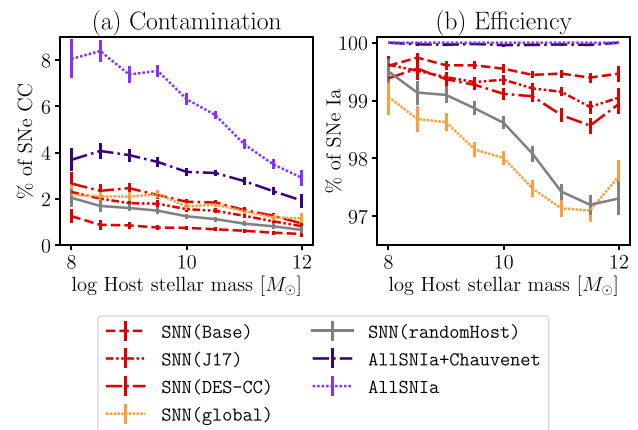 (a) Contamination
(b) Efficiency
% of SNe CC
8
6
4
2
0
8
10
12
log Host stellar mass [M⊙]
% of SNe Ia
100
99
98
97
8
10
12
log Host stellar mass [M⊙]
SNN(Base)
SNN(J17)
SNN(DES-CC)
SNN(global)
SNN(randomHost)
AllSNIa+Chauvenet
AllSNIa